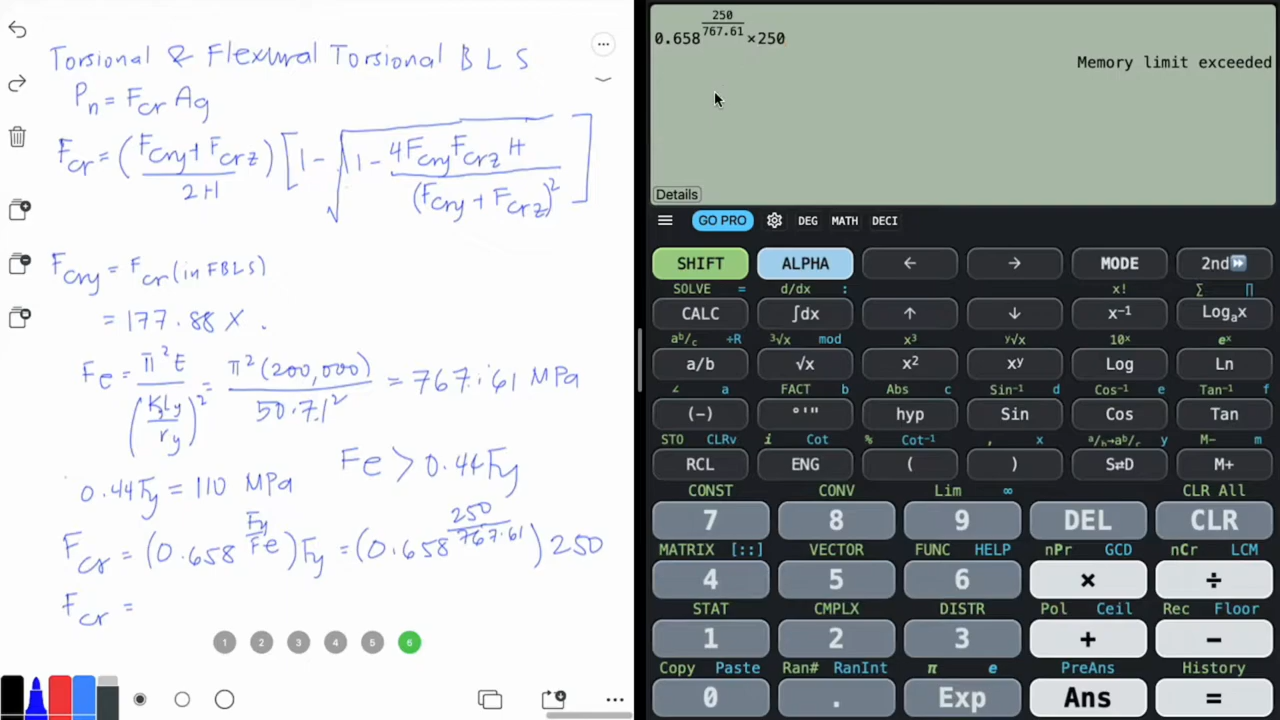 Torsional & Flexural Torsional B L S
Pn = Fcr Ag
Fcr = (Fcry + Fcrz / 2H) [1 - √(1 - 4FcryFcrzH / (Fcry + Fcrz)²)]
Fcry = Fcr (in FBLS)
= 177.88 X .
Fe = π²E / (KyLy / ry)² = π²(200,000) / 50.71² = 767.61 MPa
0.44Fy = 110 MPa
Fe > 0.44Fy
Fcr = (0.658^(Fy/Fe)) Fy = (0.658^(250/767.61)) 250
Fcr =
1 2 3 4 5 6
0.658^(250/767.61)×250
Memory limit exceeded
Details
GO PRO DEG MATH DECI
SHIFT ALPHA ← → MODE 2nd
SOLVE = d/dx : x! ∑ ∏
CALC ∫dx ↑ ↓ x⁻¹ Logₐx
aᵇ/c ÷R ³√x mod x³ ʸ√x 10ˣ eˣ
a/b √x x² xʸ Log Ln
∠ a FACT b Abs c Sin⁻¹ d Cos⁻¹ e Tan⁻¹ f
(−) °'" hyp Sin Cos Tan
STO CLRv i Cot % Cot⁻¹ , x a/b→aᵇ/c y M− m
RCL ENG ( ) S⇄D M+
CONST CONV Lim ∞ CLR All
7 8 9 DEL CLR
MATRIX [::] VECTOR FUNC HELP nPr GCD nCr LCM
4 5 6 × ÷
STAT CMPLX DISTR Pol Ceil Rec Floor
1 2 3 + −
Copy Paste Ran# RanInt π e PreAns History
0 . Exp Ans =